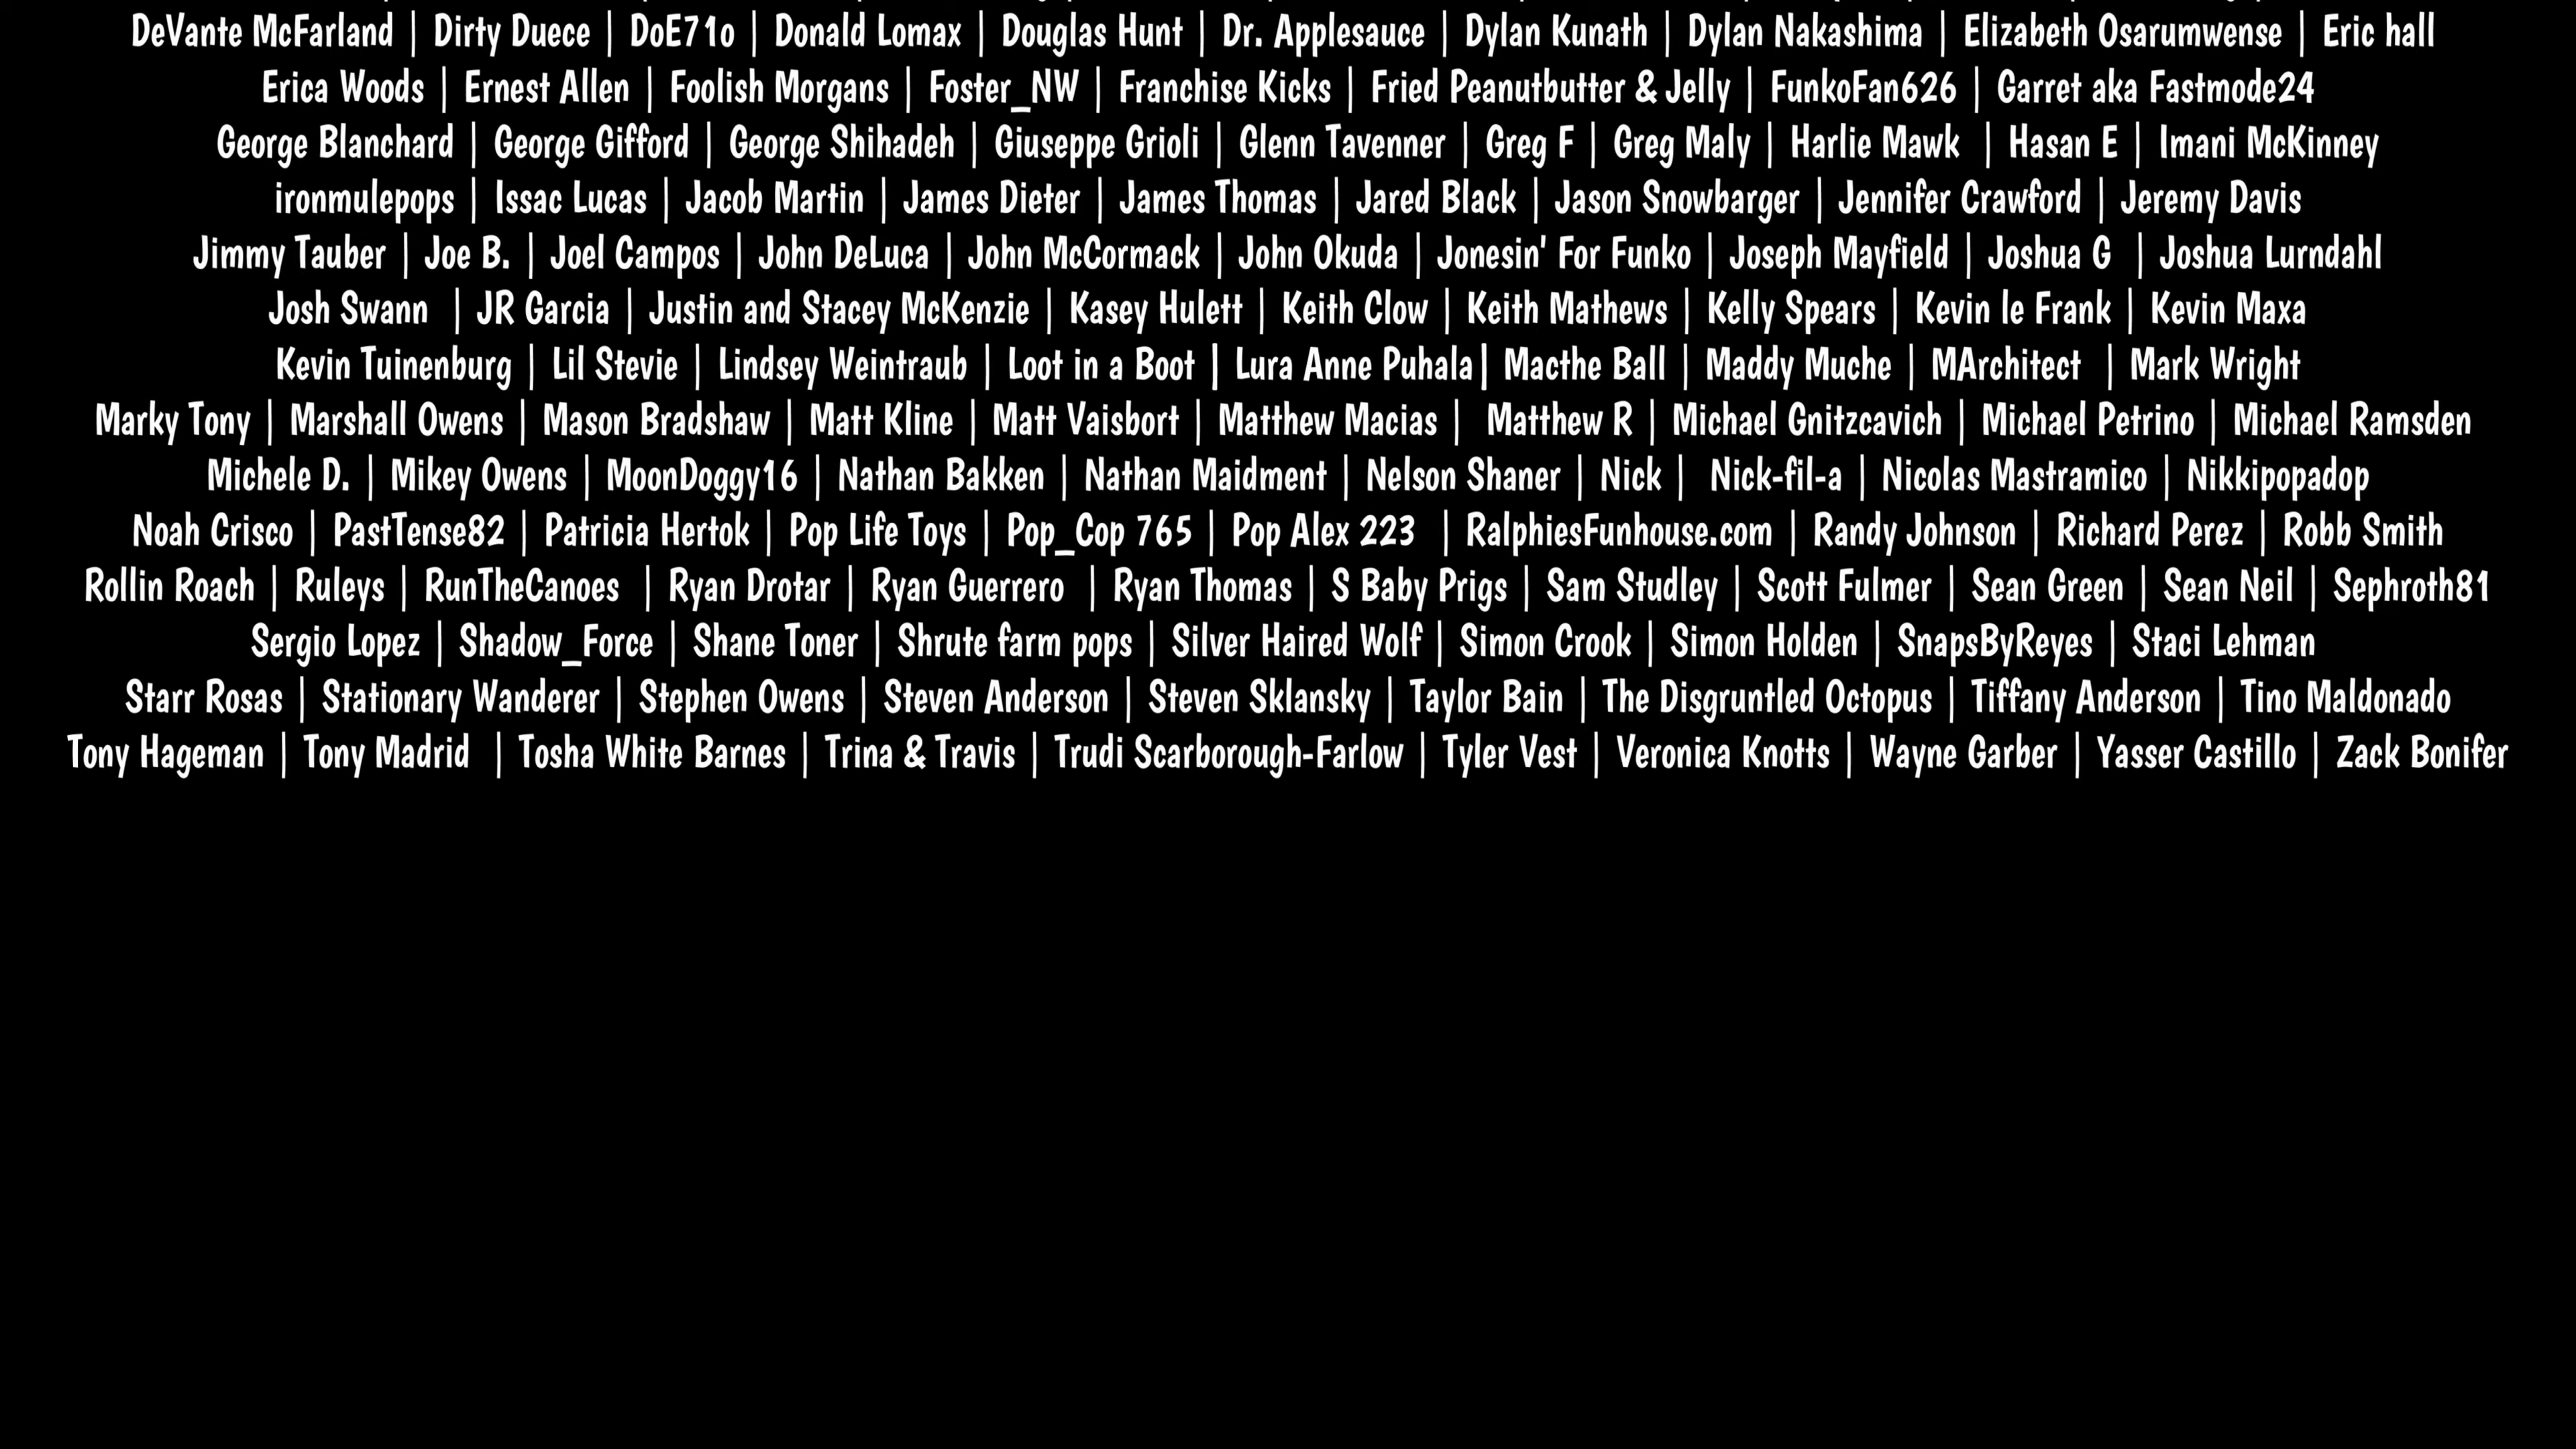 DeVante McFarland | Dirty Duece | DoE71o | Donald Lomax | Douglas Hunt | Dr. Applesauce | Dylan Kunath | Dylan Nakashima | Elizabeth Osarumwense | Eric hall
Erica Woods | Ernest Allen | Foolish Morgans | Foster_NW | Franchise Kicks | Fried Peanutbutter & Jelly | FunkoFan626 | Garret aka Fastmode24
George Blanchard | George Gifford | George Shihadeh | Giuseppe Grioli | Glenn Tavenner | Greg F | Greg Maly | Harlie Mawk | Hasan E | Imani McKinney
ironmulepops | Issac Lucas | Jacob Martin | James Dieter | James Thomas | Jared Black | Jason Snowbarger | Jennifer Crawford | Jeremy Davis
Jimmy Tauber | Joe B. | Joel Campos | John DeLuca | John McCormack | John Okuda | Jonesin' For Funko | Joseph Mayfield | Joshua G | Joshua Lurndahl
Josh Swann | JR Garcia | Justin and Stacey McKenzie | Kasey Hulett | Keith Clow | Keith Mathews | Kelly Spears | Kevin le Frank | Kevin Maxa
Kevin Tuinenburg | Lil Stevie | Lindsey Weintraub | Loot in a Boot | Lura Anne Puhala| Macthe Ball | Maddy Muche | MArchitect | Mark Wright
Marky Tony | Marshall Owens | Mason Bradshaw | Matt Kline | Matt Vaisbort | Matthew Macias | Matthew R | Michael Gnitzcavich | Michael Petrino | Michael Ramsden
Michele D. | Mikey Owens | MoonDoggy16 | Nathan Bakken | Nathan Maidment | Nelson Shaner | Nick | Nick-fil-a | Nicolas Mastramico | Nikkipopadop
Noah Crisco | PastTense82 | Patricia Hertok | Pop Life Toys | Pop_Cop 765 | Pop Alex 223 | RalphiesFunhouse.com | Randy Johnson | Richard Perez | Robb Smith
Rollin Roach | Ruleys | RunTheCanoes | Ryan Drotar | Ryan Guerrero | Ryan Thomas | S Baby Prigs | Sam Studley | Scott Fulmer | Sean Green | Sean Neil | Sephroth81
Sergio Lopez | Shadow_Force | Shane Toner | Shrute farm pops | Silver Haired Wolf | Simon Crook | Simon Holden | SnapsByReyes | Staci Lehman
Starr Rosas | Stationary Wanderer | Stephen Owens | Steven Anderson | Steven Sklansky | Taylor Bain | The Disgruntled Octopus | Tiffany Anderson | Tino Maldonado
Tony Hageman | Tony Madrid | Tosha White Barnes | Trina & Travis | Trudi Scarborough-Farlow | Tyler Vest | Veronica Knotts | Wayne Garber | Yasser Castillo | Zack Bonifer